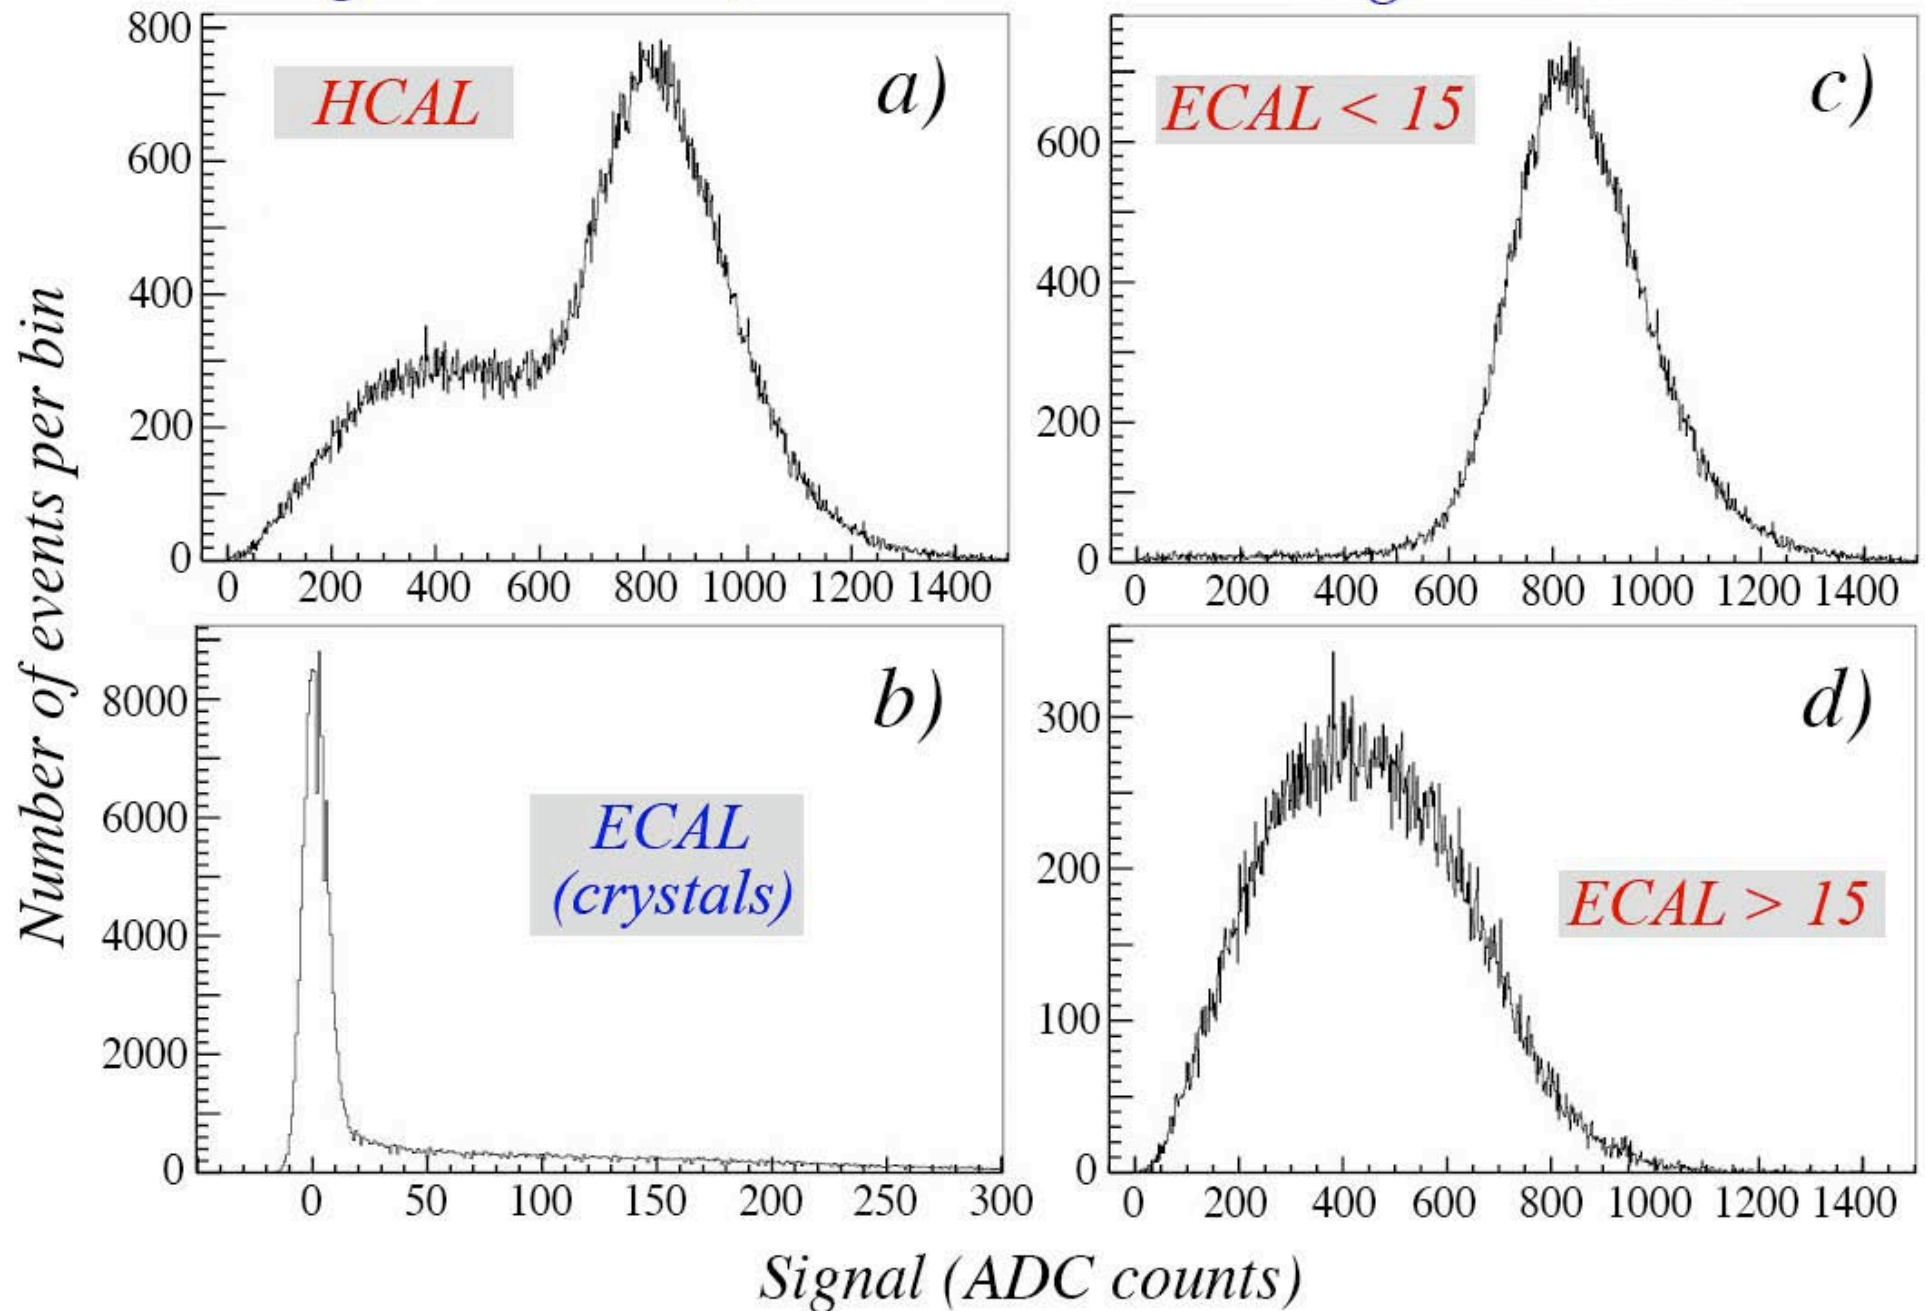 HCAL
a)
800
600
400
200
0
0 200 400 600 800 1000 1200 1400
ECAL < 15
c)
600
400
200
0
0 200 400 600 800 1000 1200 1400
ECAL
(crystals)
b)
8000
6000
4000
2000
0
0 50 100 150 200 250 300
d)
ECAL > 15
300
200
100
0
0 200 400 600 800 1000 1200 1400
Number of events per bin
Signal (ADC counts)